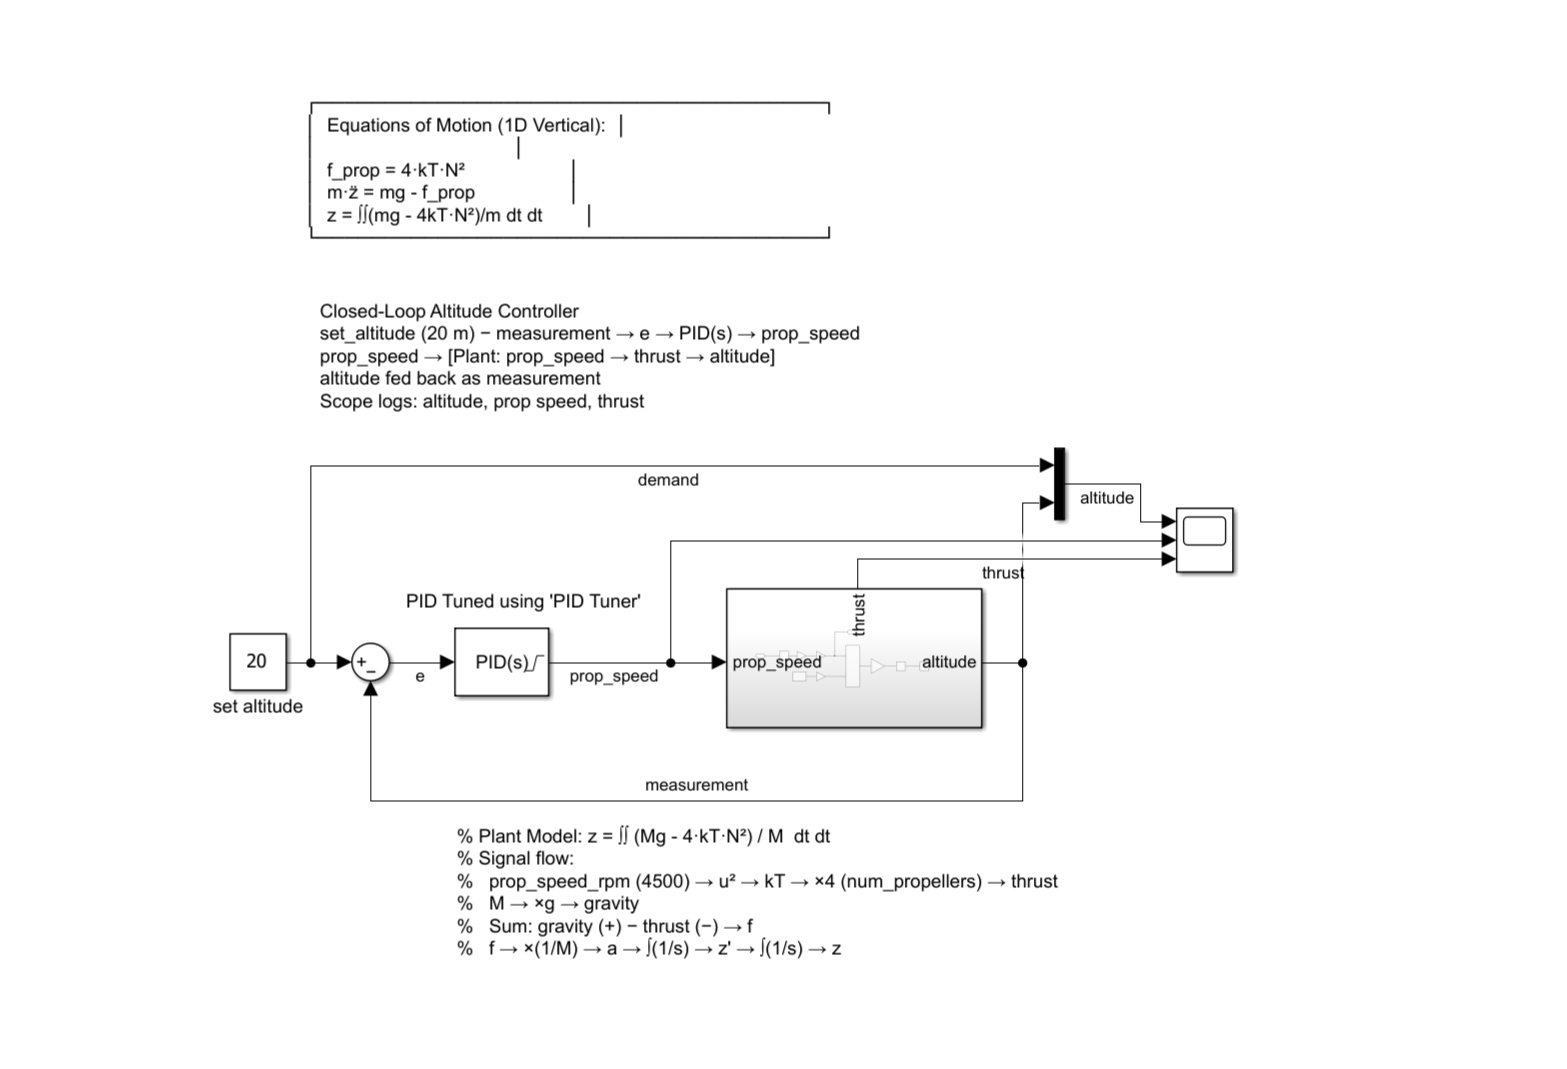 Equations of Motion (1D Vertical):
f_prop = 4·kT·N²
m·z̈ = mg - f_prop
z = ∫∫(mg - 4kT·N²)/m dt dt
Closed-Loop Altitude Controller
set_altitude (20 m) − measurement → e → PID(s) → prop_speed
prop_speed → [Plant: prop_speed → thrust → altitude]
altitude fed back as measurement
Scope logs: altitude, prop speed, thrust
demand
altitude
thrust
PID Tuned using 'PID Tuner'
thrust
20
+_
PID(s)
prop_speed
altitude
e
prop_speed
set altitude
measurement
% Plant Model: z = ∫∫ (Mg - 4·kT·N²) / M  dt dt
% Signal flow:
%   prop_speed_rpm (4500) → u² → kT → ×4 (num_propellers) → thrust
%   M → ×g → gravity
%   Sum: gravity (+) − thrust (−) → f
%   f → ×(1/M) → a → ∫(1/s) → z' → ∫(1/s) → z